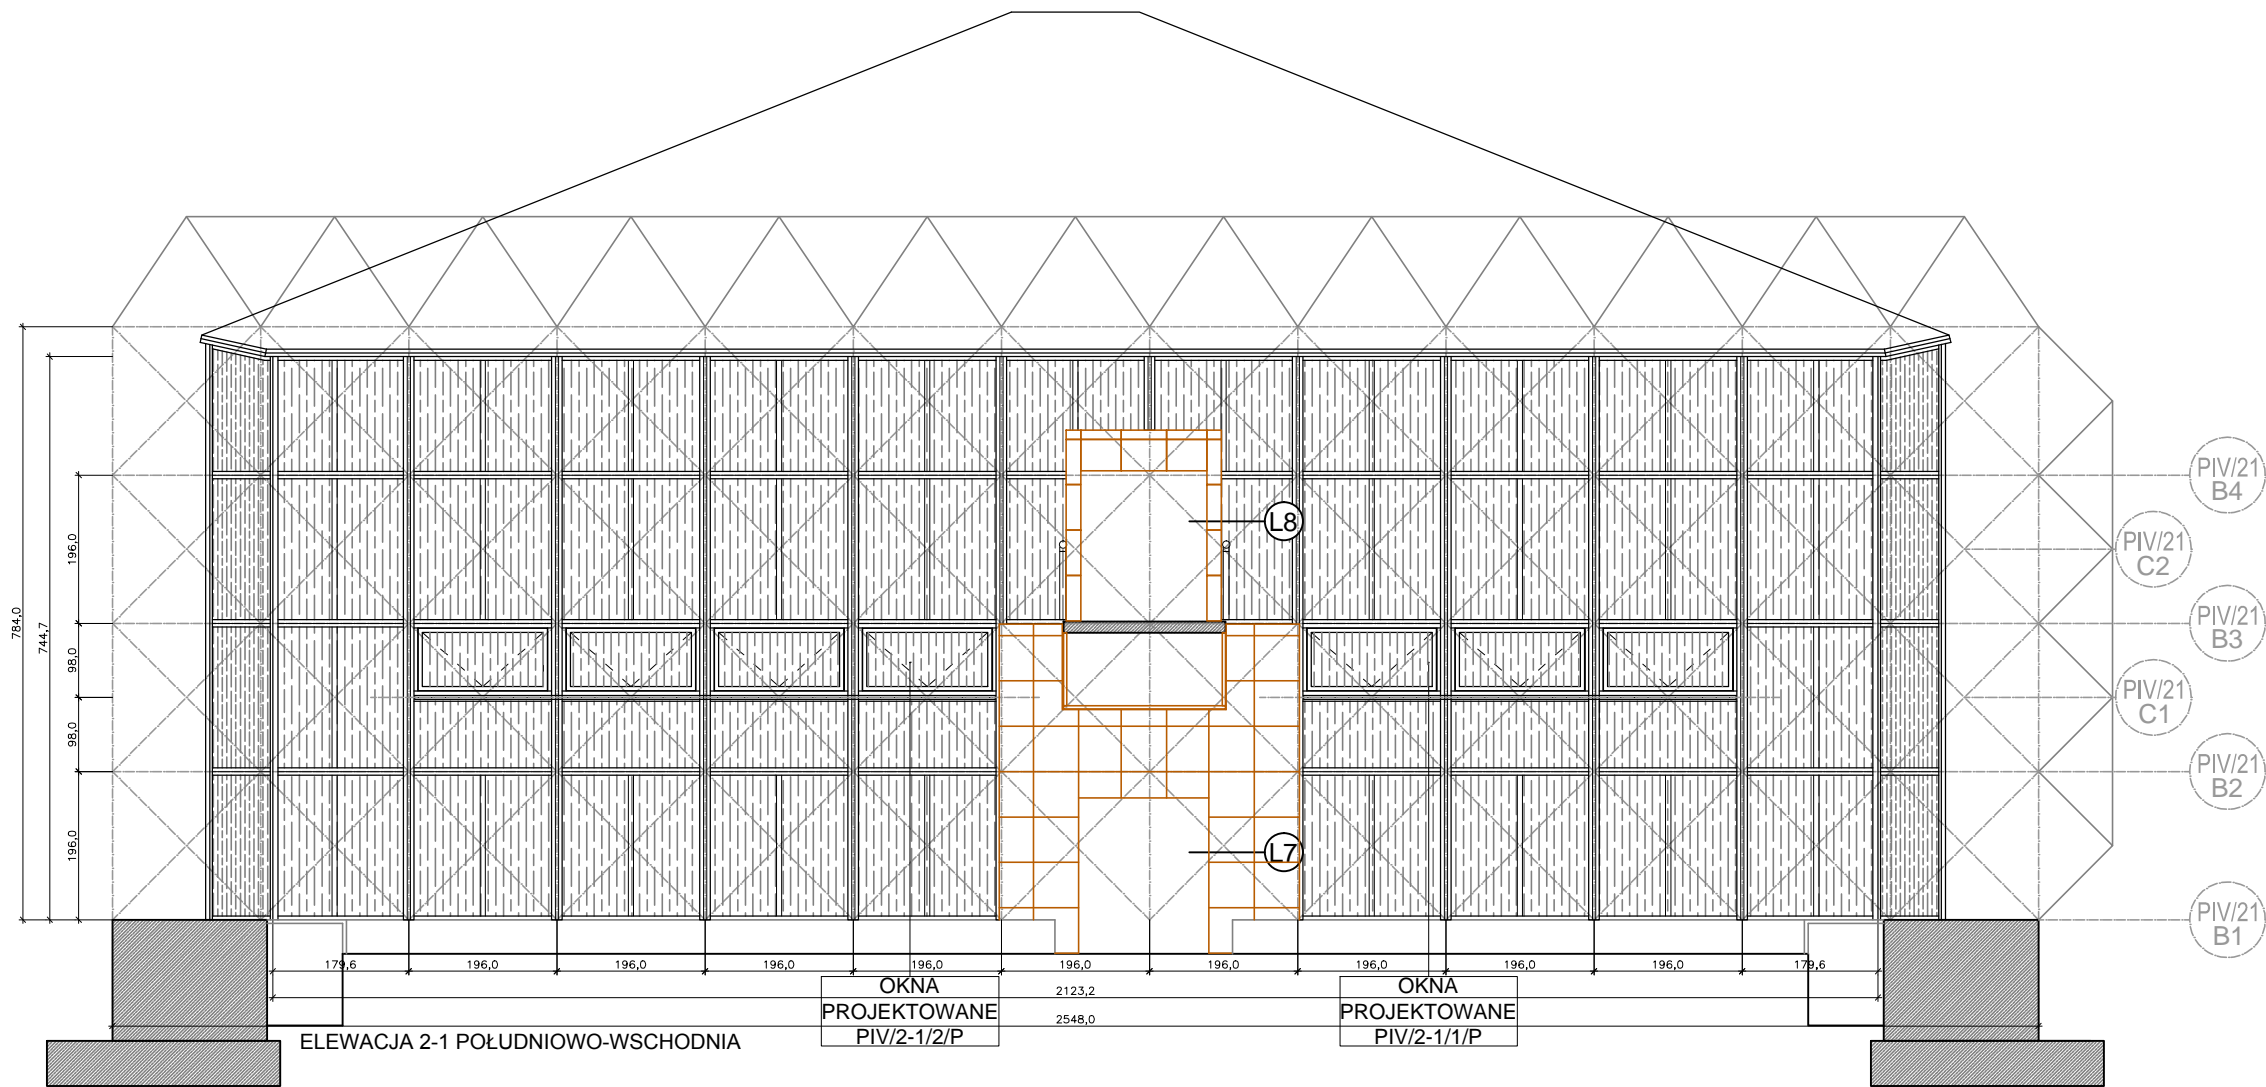 PIV/21
B4
L8
PIV/21
C2
196,0
784,0
744,7
PIV/21
B3
98,0
PIV/21
C1
98,0
PIV/21
B2
196,0
L7
PIV/21
B1
179,6
196,0
196,0
196,0
196,0
196,0
196,0
196,0
196,0
196,0
179,6
OKNA
PROJEKTOWANE
PIV/2-1/2/P
2123,2
OKNA
PROJEKTOWANE
PIV/2-1/1/P
2548,0
ELEWACJA 2-1 POŁUDNIOWO-WSCHODNIA